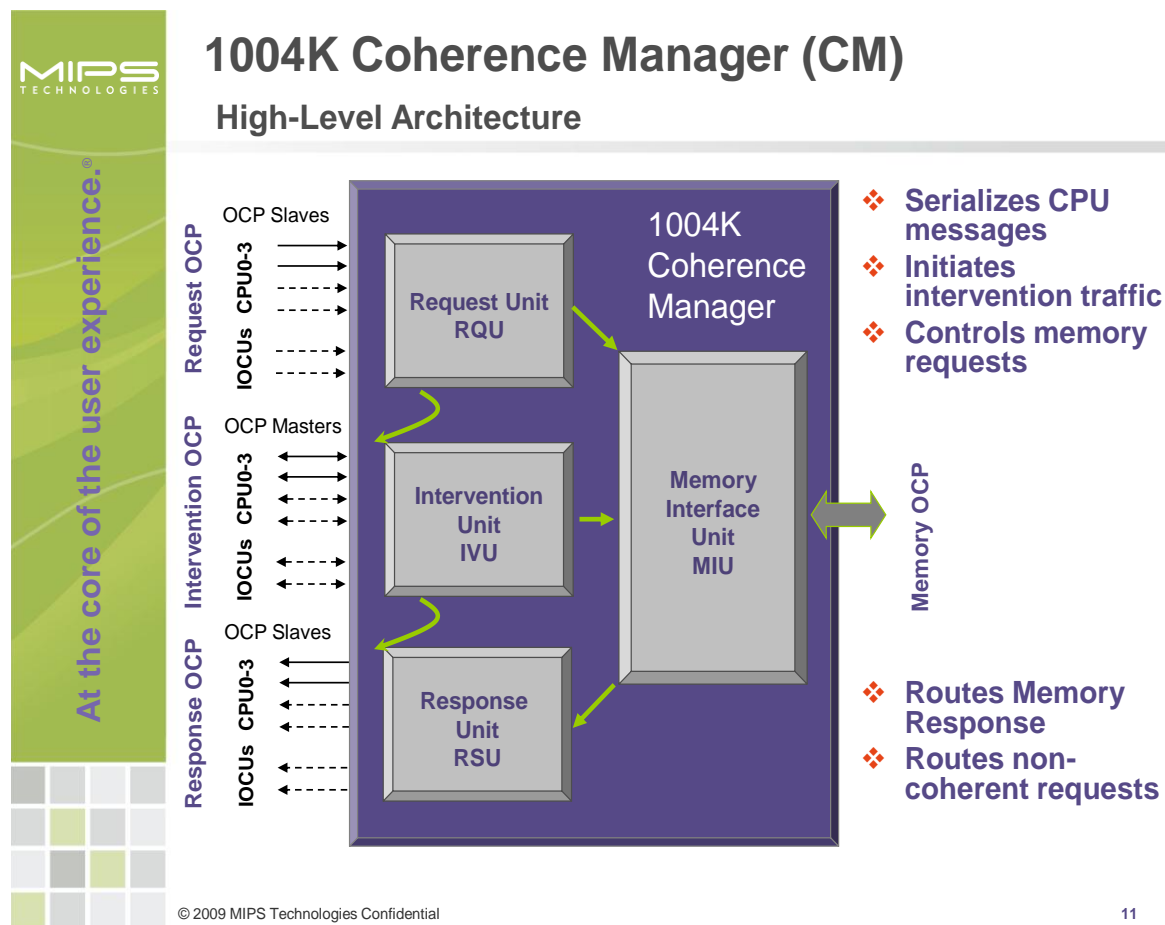 MIPS
TECHNOLOGIES
At the core of the user experience.®
1004K Coherence Manager (CM)
High-Level Architecture
Request OCP
OCP Slaves
CPU0-3
IOCUs
Intervention OCP
OCP Masters
CPU0-3
IOCUs
Response OCP
OCP Slaves
CPU0-3
IOCUs
1004K
Coherence
Manager
Request Unit
RQU
Intervention
Unit
IVU
Response
Unit
RSU
Memory
Interface
Unit
MIU
Memory OCP
❖ Serializes CPU
messages
❖ Initiates
intervention traffic
❖ Controls memory
requests
❖ Routes Memory
Response
❖ Routes non-
coherent requests
© 2009 MIPS Technologies Confidential
11